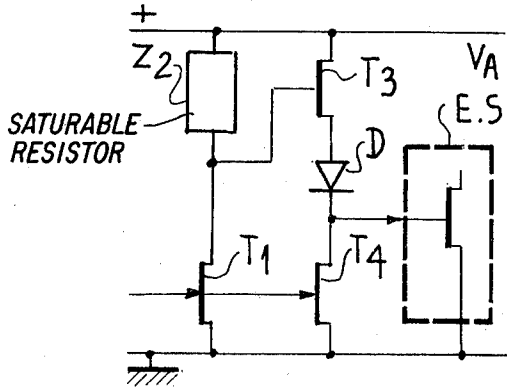 +
Z2
T3
VA
E.S
SATURABLE
RESISTOR
D
T1
T4